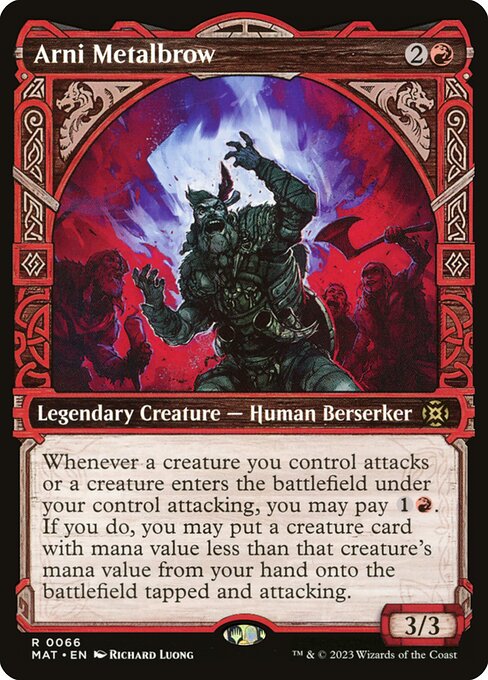 Arni Metalbrow 2
Legendary Creature — Human Berserker
Whenever a creature you control attacks
or a creature enters the battlefield under
your control attacking, you may pay 1 .
If you do, you may put a creature card
with mana value less than that creature's
mana value from your hand onto the
battlefield tapped and attacking.
3/3
R 0066
MAT • EN Richard Luong
™ & © 2023 Wizards of the Coast